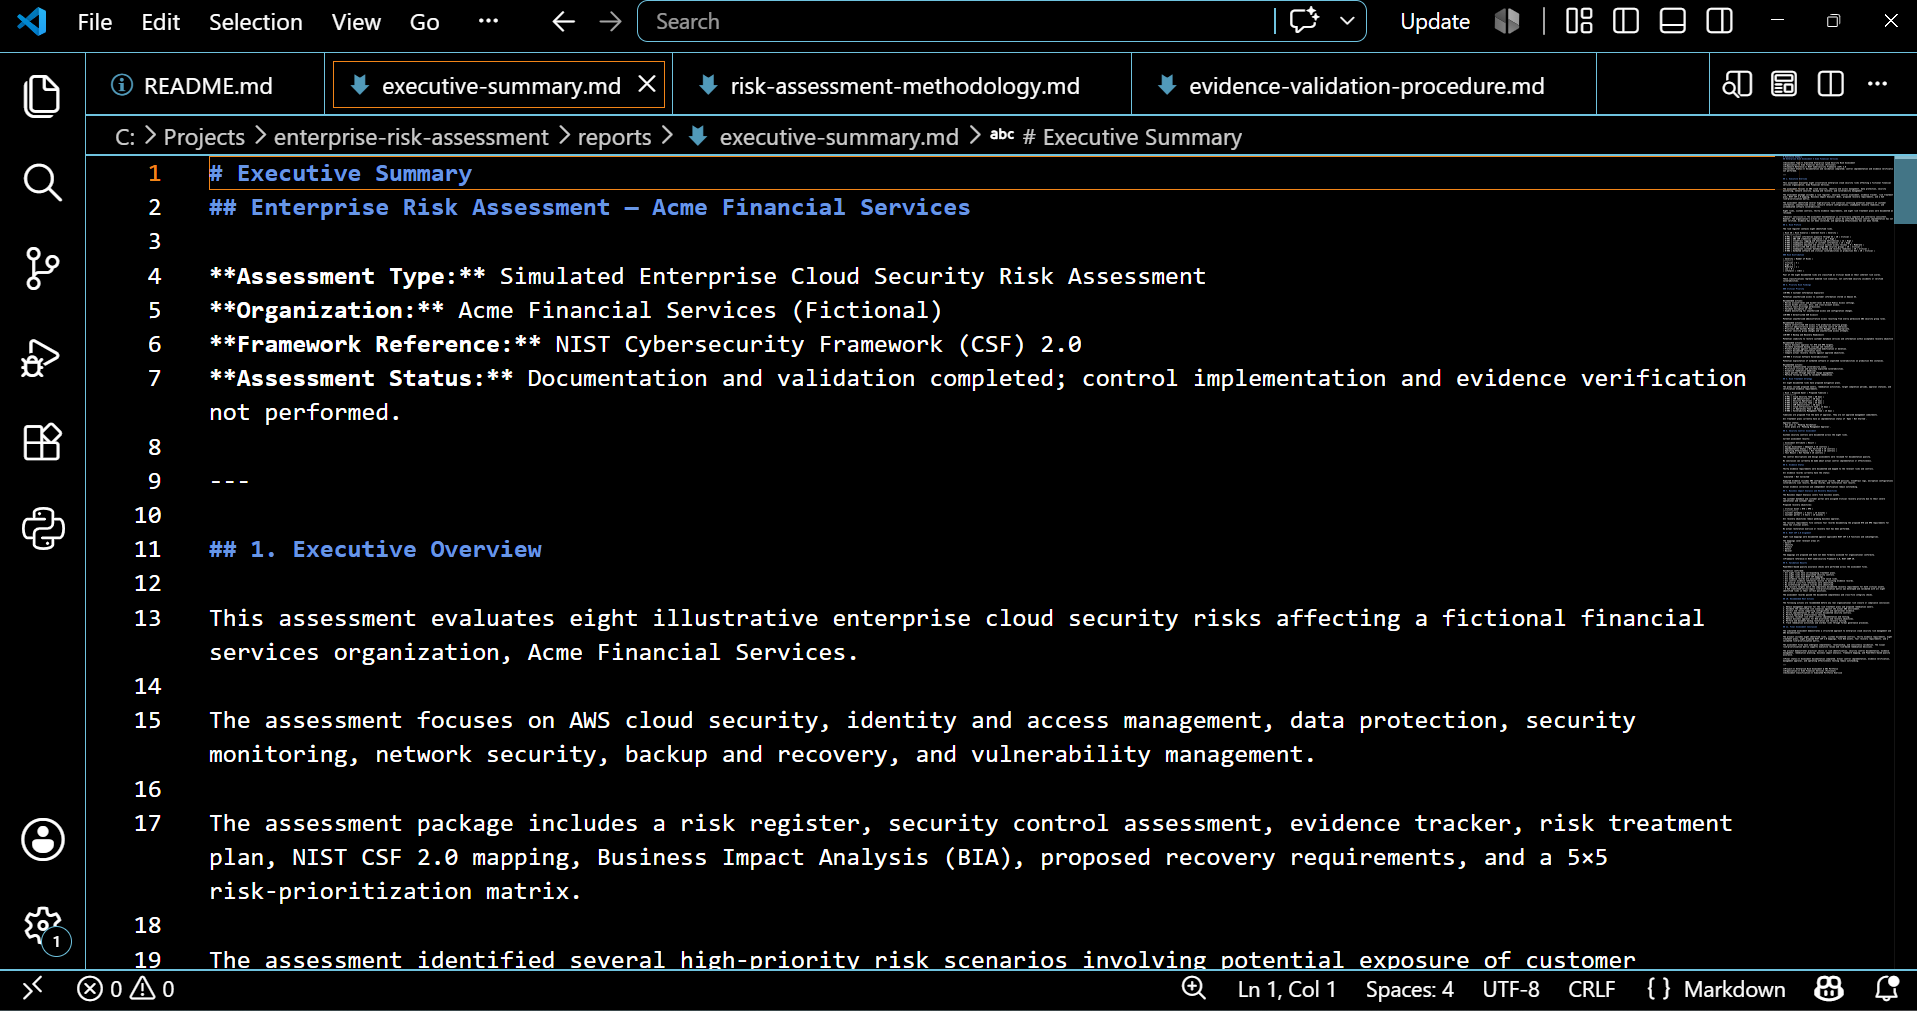 File Edit Selection View Go ··· Search Update
README.md executive-summary.md risk-assessment-methodology.md evidence-validation-procedure.md
C: > Projects > enterprise-risk-assessment > reports > executive-summary.md > abc # Executive Summary
1 # Executive Summary
2 ## Enterprise Risk Assessment — Acme Financial Services
3
4 **Assessment Type:** Simulated Enterprise Cloud Security Risk Assessment
5 **Organization:** Acme Financial Services (Fictional)
6 **Framework Reference:** NIST Cybersecurity Framework (CSF) 2.0
7 **Assessment Status:** Documentation and validation completed; control implementation and evidence verification
not performed.
8
9 ---
10
11 ## 1. Executive Overview
12
13 This assessment evaluates eight illustrative enterprise cloud security risks affecting a fictional financial
services organization, Acme Financial Services.
14
15 The assessment focuses on AWS cloud security, identity and access management, data protection, security
monitoring, network security, backup and recovery, and vulnerability management.
16
17 The assessment package includes a risk register, security control assessment, evidence tracker, risk treatment
plan, NIST CSF 2.0 mapping, Business Impact Analysis (BIA), proposed recovery requirements, and a 5×5
risk-prioritization matrix.
18
19 The assessment identified several high-priority risk scenarios involving potential exposure of customer
1
0 0 Ln 1, Col 1 Spaces: 4 UTF-8 CRLF { } Markdown